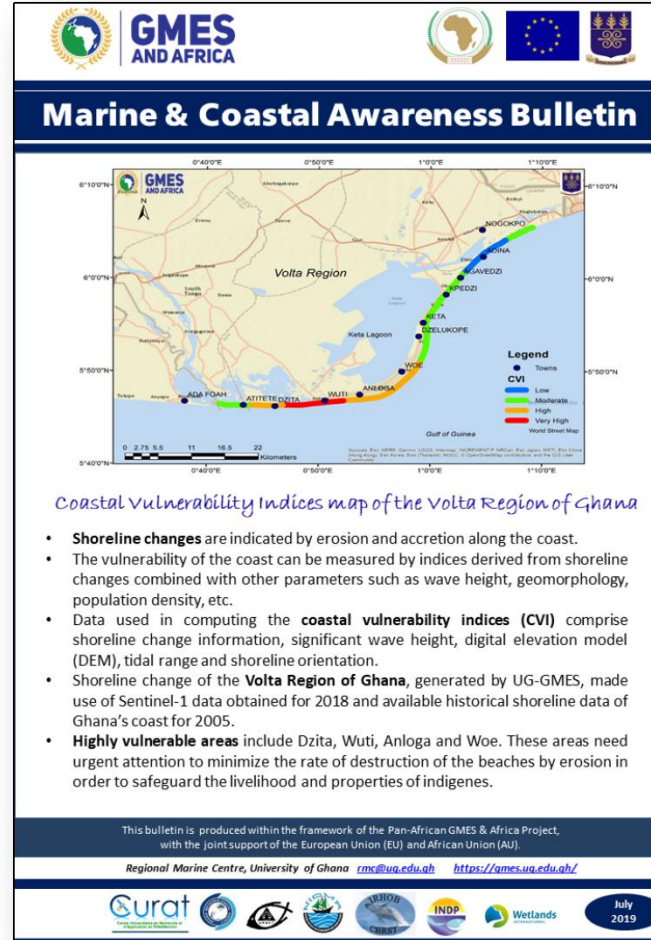 GMES
AND AFRICA
Marine & Coastal Awareness Bulletin
0°40'0"E 0°50'0"E 1°0'0"E 1°10'0"E
6°10'0"N
6°10'0"N
GMES
AND AFRICA
N
NOGOKPO
ADINA
Volta Region
AGAVEDZI
6°0'0"N
6°0'0"N
KPEDZI
KETA
Keta Lagoon
DZELUKOPE
Legend
Towns
WOE
CVI
5°50'0"N
5°50'0"N
Low
ADA FOAH
ATITETE
DZITA
WUTI
ANLOGA
Moderate
High
Very High
World Street Map
Gulf of Guinea
0 2.75 5.5 11 16.5 22
Kilometers
5°40'0"N
5°40'0"N
0°40'0"E 0°50'0"E 1°0'0"E 1°10'0"E
Coastal Vulnerability Indices map of the Volta Region of Ghana
• Shoreline changes are indicated by erosion and accretion along the coast.
• The vulnerability of the coast can be measured by indices derived from shoreline
changes combined with other parameters such as wave height, geomorphology,
population density, etc.
• Data used in computing the coastal vulnerability indices (CVI) comprise
shoreline change information, significant wave height, digital elevation model
(DEM), tidal range and shoreline orientation.
• Shoreline change of the Volta Region of Ghana, generated by UG-GMES, made
use of Sentinel-1 data obtained for 2018 and available historical shoreline data of
Ghana's coast for 2005.
• Highly vulnerable areas include Dzita, Wuti, Anloga and Woe. These areas need
urgent attention to minimize the rate of destruction of the beaches by erosion in
order to safeguard the livelihood and properties of indigenes.
This bulletin is produced within the framework of the Pan-African GMES & Africa Project,
with the joint support of the European Union (EU) and African Union (AU).
Regional Marine Centre, University of Ghana rmc@ug.edu.gh https://gmes.ug.edu.gh/
Curat
IRHOB
CHRST
INDP
Wetlands
INTERNATIONAL
July
2019